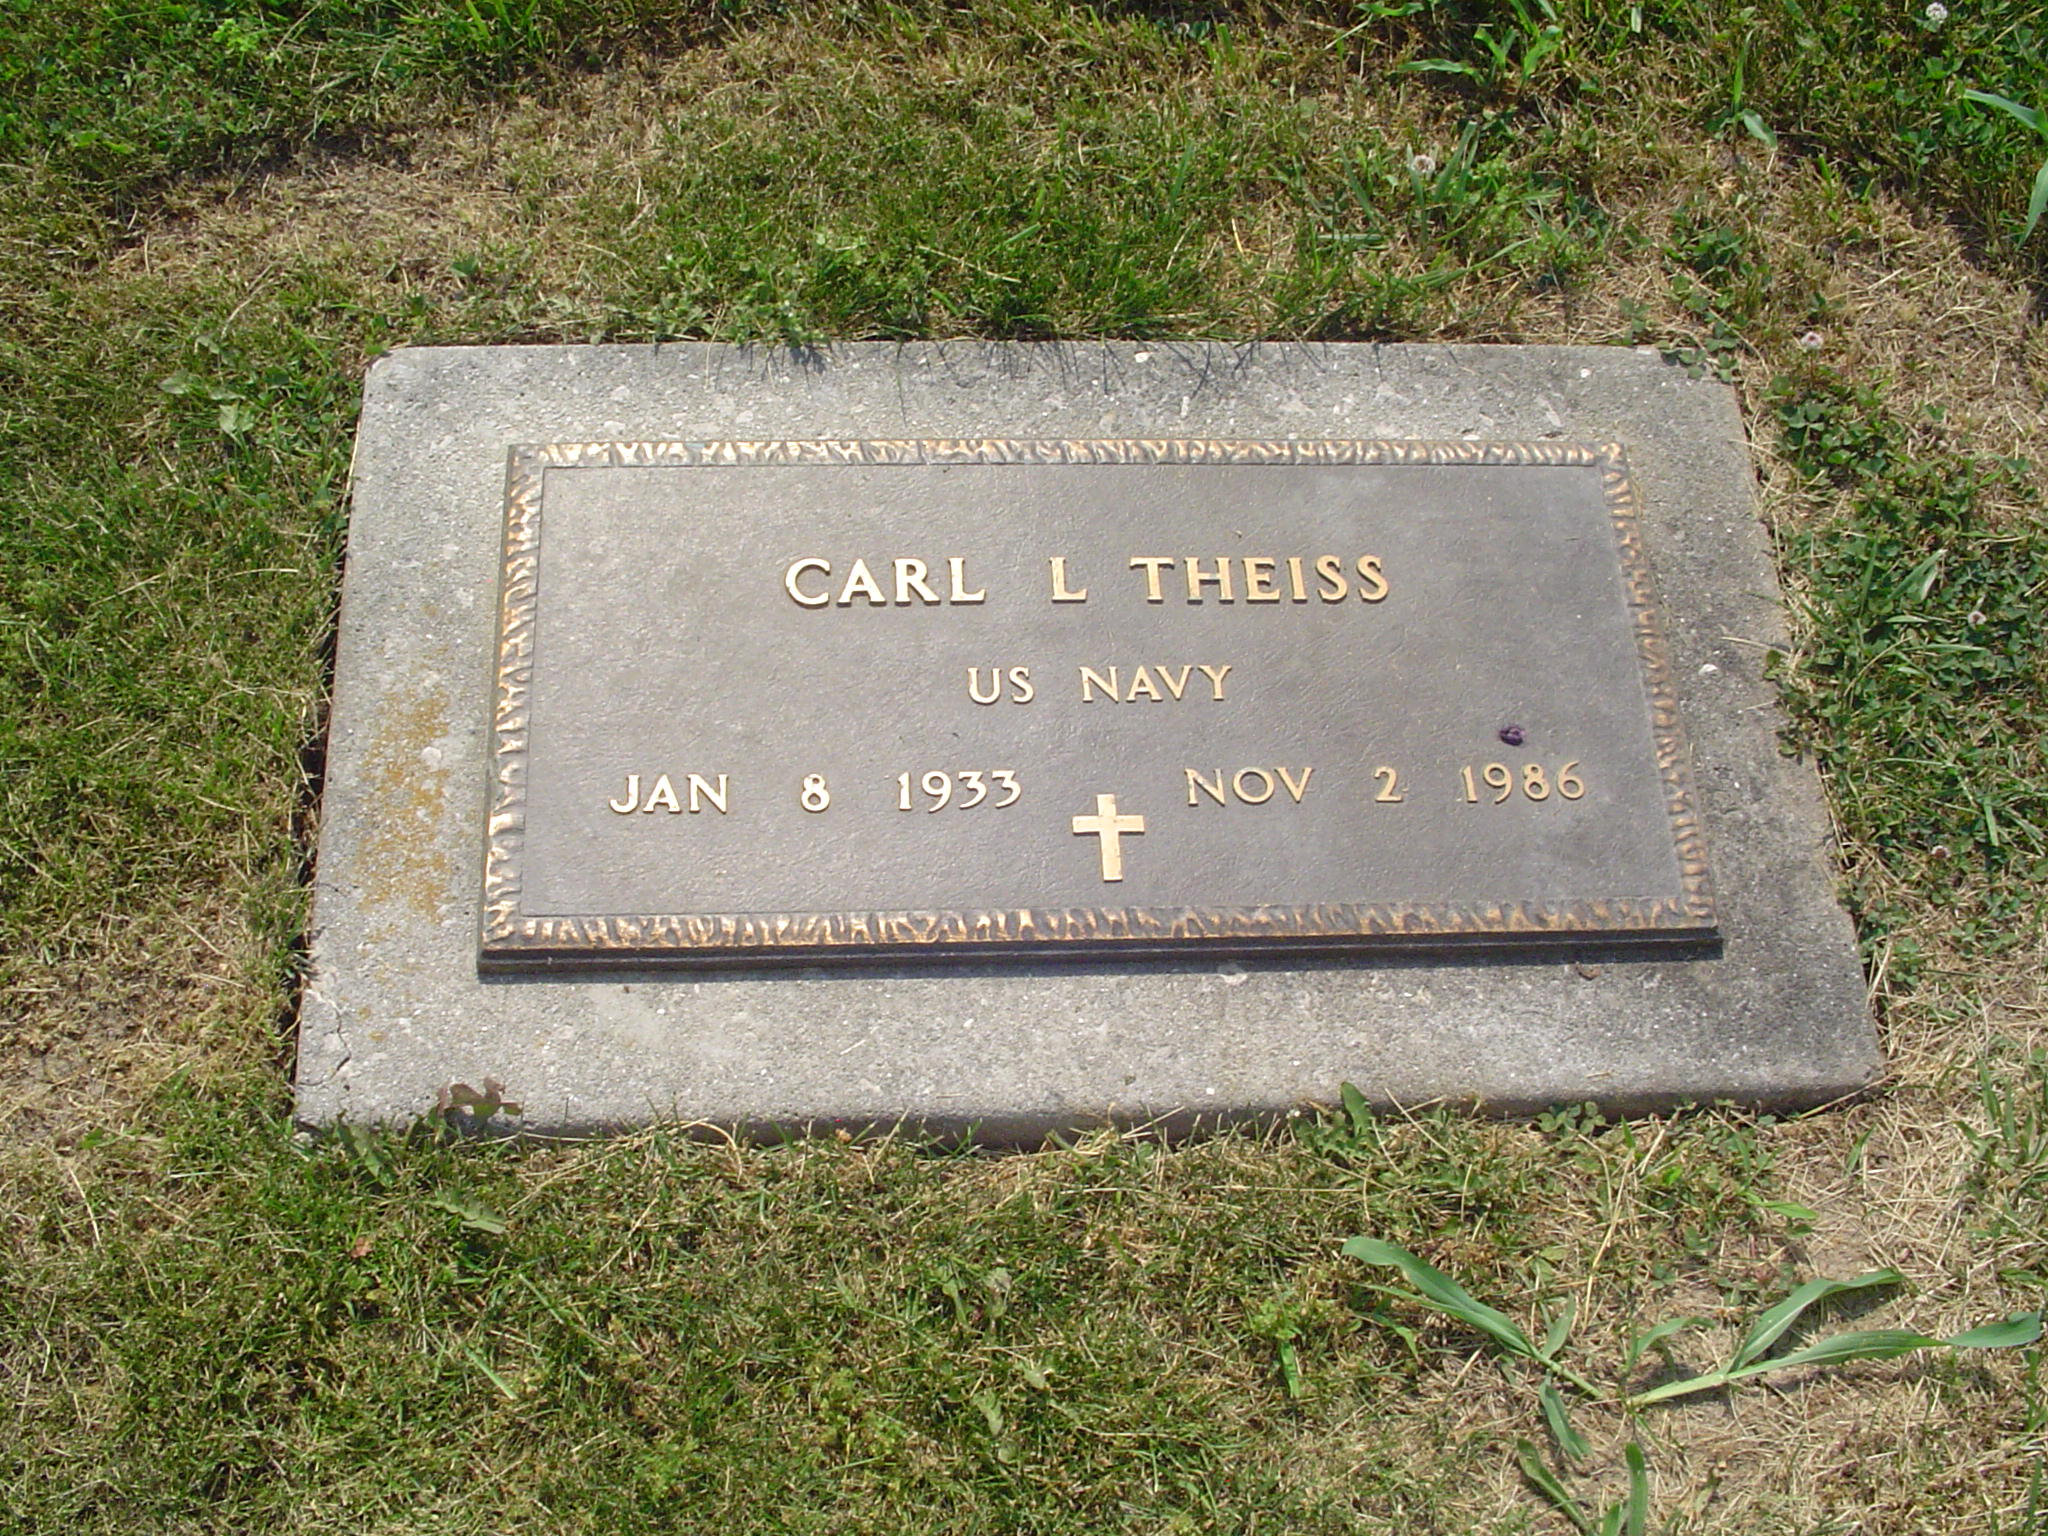 CARL L THEISS
US NAVY
JAN 8 1933 NOV 2 1986